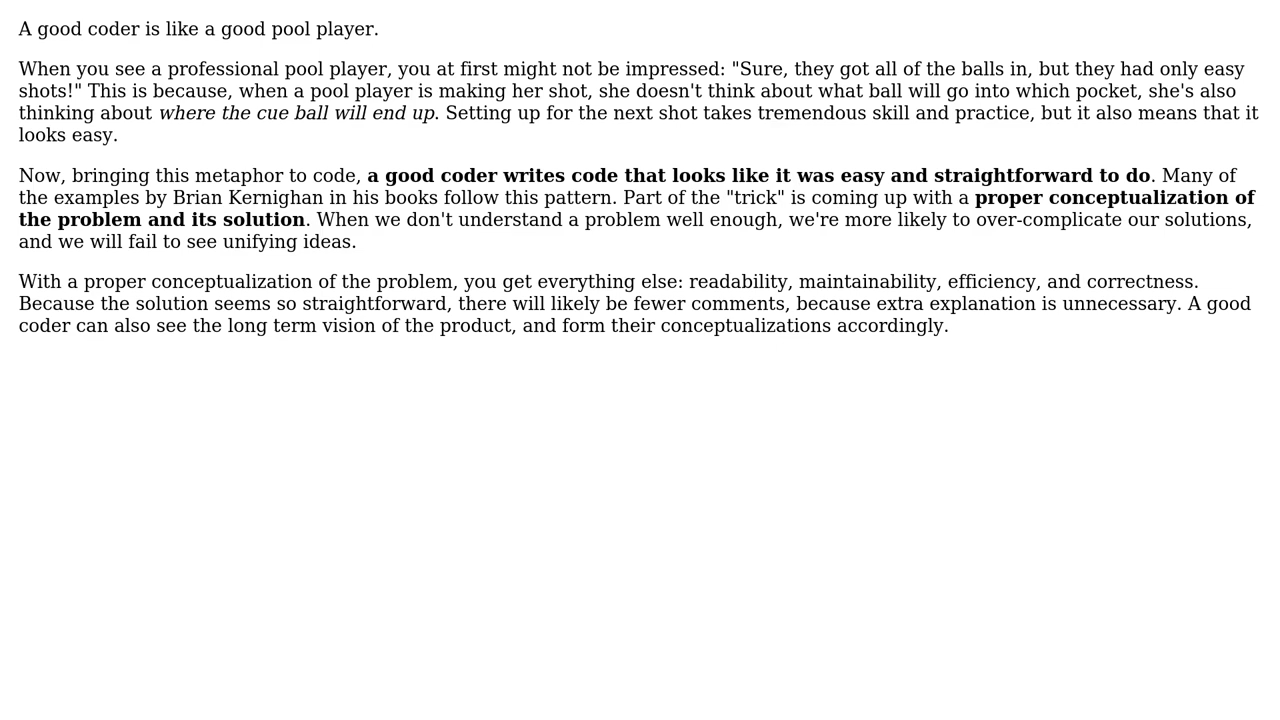 A good coder is like a good pool player.
When you see a professional pool player, you at first might not be impressed: "Sure, they got all of the balls in, but they had only easy
shots!" This is because, when a pool player is making her shot, she doesn't think about what ball will go into which pocket, she's also
thinking about where the cue ball will end up. Setting up for the next shot takes tremendous skill and practice, but it also means that it
looks easy.
Now, bringing this metaphor to code, a good coder writes code that looks like it was easy and straightforward to do. Many of
the examples by Brian Kernighan in his books follow this pattern. Part of the "trick" is coming up with a proper conceptualization of
the problem and its solution. When we don't understand a problem well enough, we're more likely to over-complicate our solutions,
and we will fail to see unifying ideas.
With a proper conceptualization of the problem, you get everything else: readability, maintainability, efficiency, and correctness.
Because the solution seems so straightforward, there will likely be fewer comments, because extra explanation is unnecessary. A good
coder can also see the long term vision of the product, and form their conceptualizations accordingly.